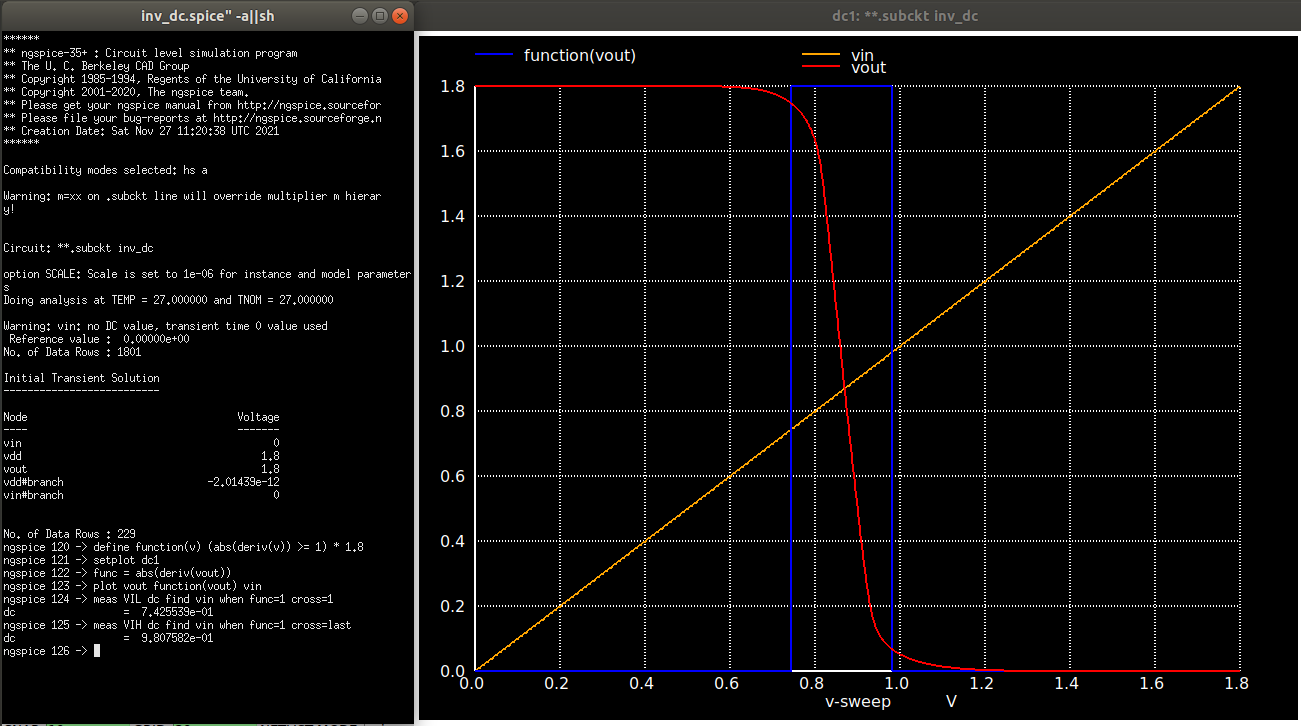 inv_dc.spice" -a||sh
******
** ngspice-35+ : Circuit level simulation program
** The U. C. Berkeley CAD Group
** Copyright 1985-1994, Regents of the University of California
** Copyright 2001-2020, The ngspice team.
** Please get your ngspice manual from http://ngspice.sourcefor
** Please file your bug-reports at http://ngspice.sourceforge.n
** Creation Date: Sat Nov 27 11:20:38 UTC 2021
******
Compatibility modes selected: hs a
Warning: m=xx on .subckt line will override multiplier m hierar
y!
Circuit: **.subckt inv_dc
option SCALE: Scale is set to 1e-06 for instance and model parameter
s
Doing analysis at TEMP = 27.000000 and TNOM = 27.000000
Warning: vin: no DC value, transient time 0 value used
Reference value :  0.00000e+00
No. of Data Rows : 1801
Initial Transient Solution
--------------------------
Node Voltage
---- -------
vin 0
vdd 1.8
vout 1.8
vdd#branch -2.01439e-12
vin#branch 0
No. of Data Rows : 229
ngspice 120 -> define function(v) (abs(deriv(v)) >= 1) * 1.8
ngspice 121 -> setplot dc1
ngspice 122 -> func = abs(deriv(vout))
ngspice 123 -> plot vout function(vout) vin
ngspice 124 -> meas VIL dc find vin when func=1 cross=1
dc = 7.425539e-01
ngspice 125 -> meas VIH dc find vin when func=1 cross=last
dc = 9.807582e-01
ngspice 126 ->
dc1: **.subckt inv_dc
function(vout)
vin
vout
1.8
1.6
1.4
1.2
1.0
0.8
0.6
0.4
0.2
0.0
0.0 0.2 0.4 0.6 0.8 1.0 1.2 1.4 1.6 1.8
v-sweep V